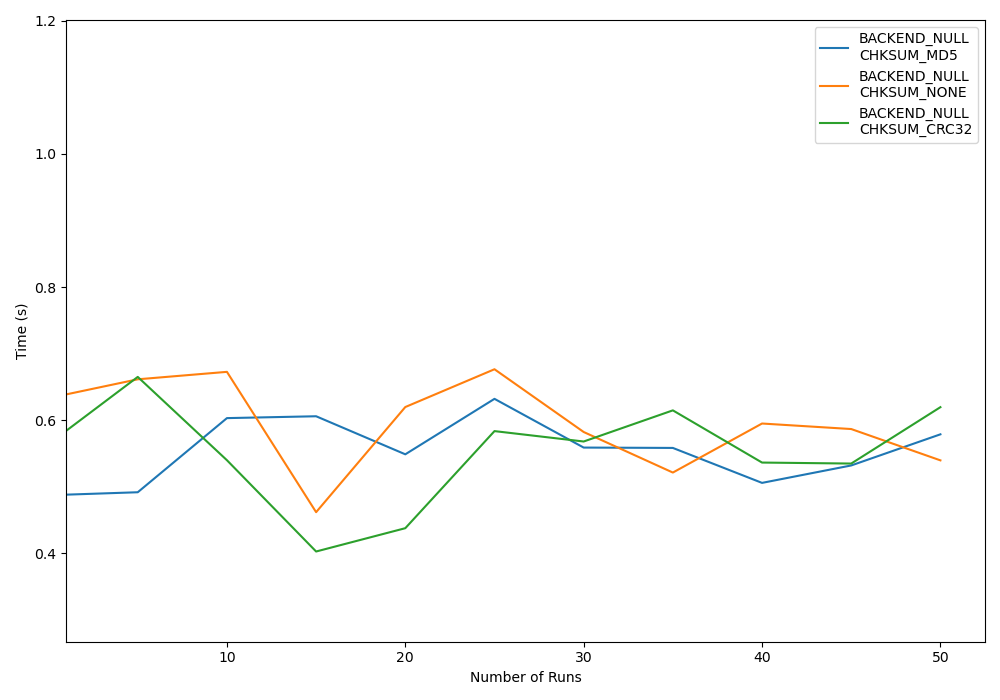 1.2
1.0
0.8
0.6
0.4
Time (s)
10
20
30
40
50
Number of Runs
BACKEND_NULL
CHKSUM_MD5
BACKEND_NULL
CHKSUM_NONE
BACKEND_NULL
CHKSUM_CRC32